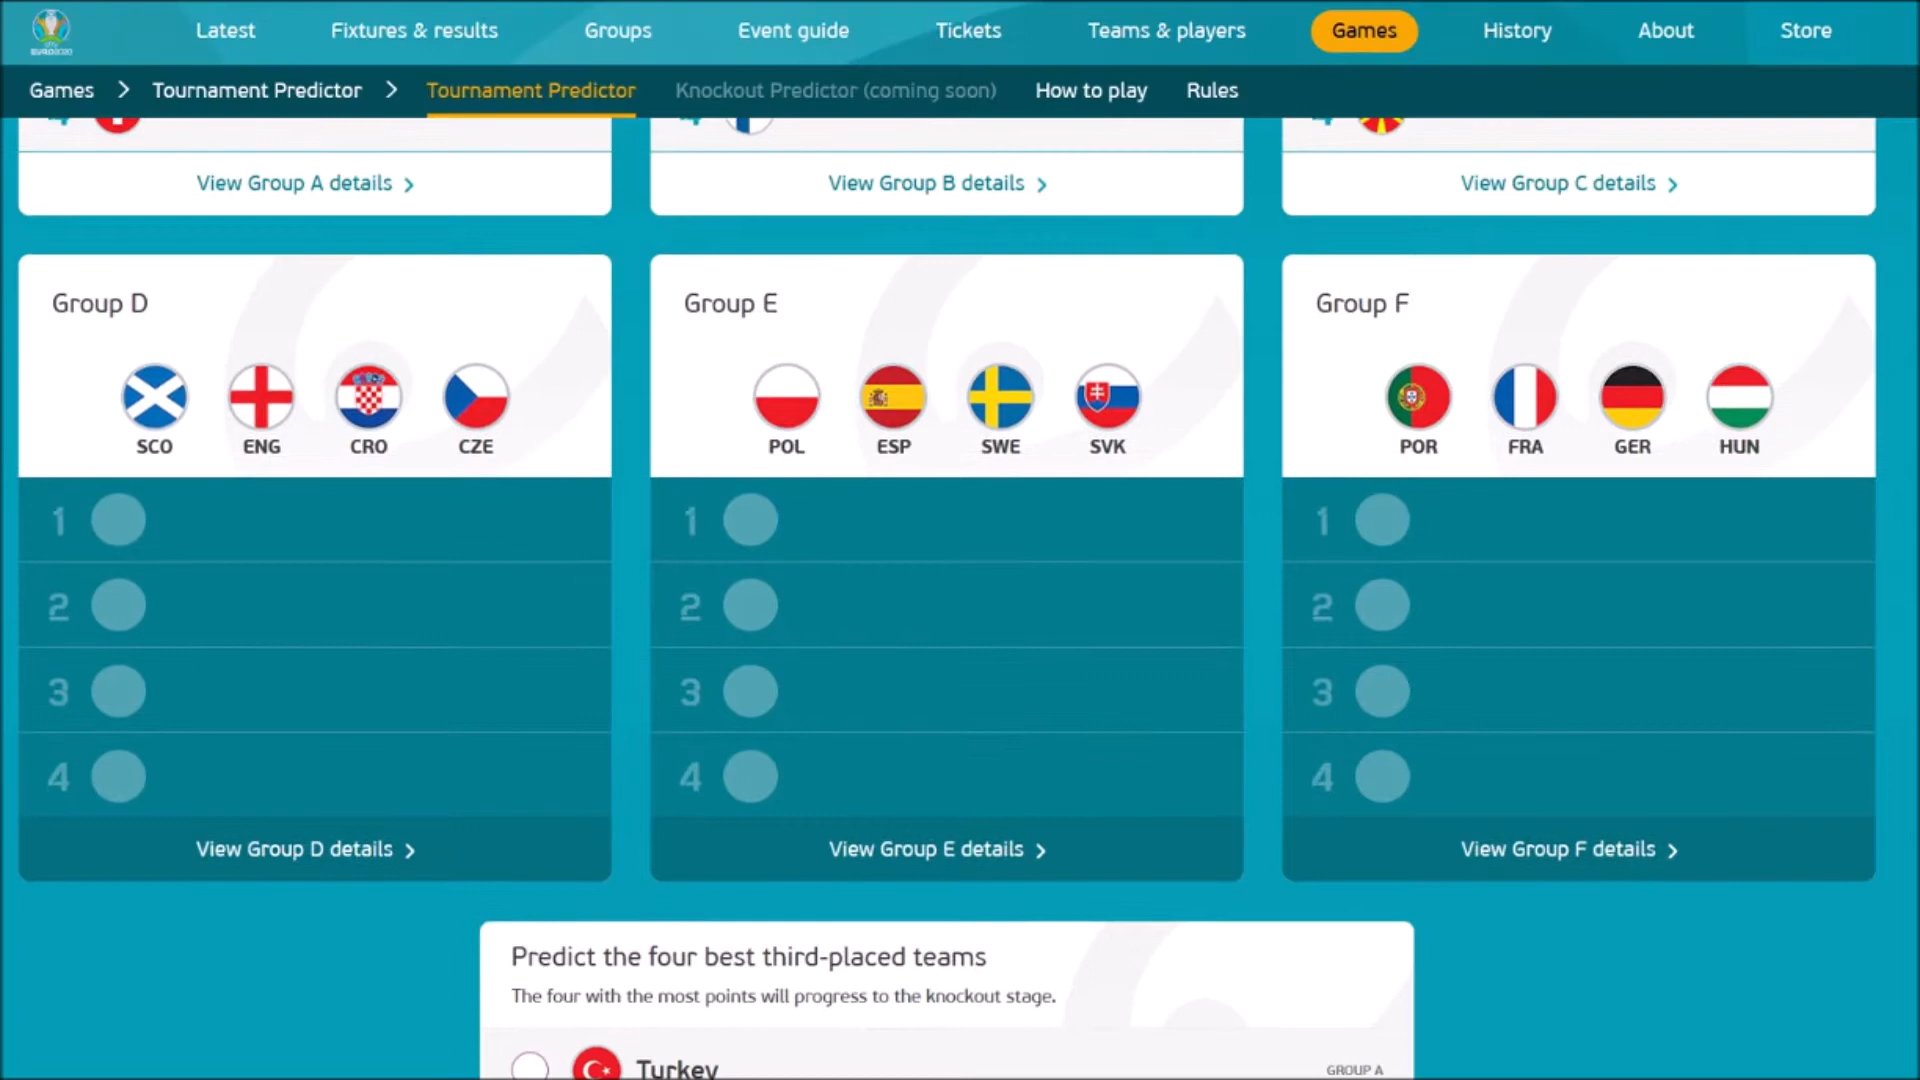 EURO2020
Latest
Fixtures & results
Groups
Event guide
Tickets
Teams & players
Games
History
About
Store
Games > Tournament Predictor > Tournament Predictor
Knockout Predictor (coming soon)
How to play
Rules
View Group A details >
View Group B details >
View Group C details >
Group D
SCO ENG CRO CZE
1
2
3
4
View Group D details >
Group E
POL ESP SWE SVK
1
2
3
4
View Group E details >
Group F
POR FRA GER HUN
1
2
3
4
View Group F details >
Predict the four best third-placed teams
The four with the most points will progress to the knockout stage.
Turkey
GROUP A